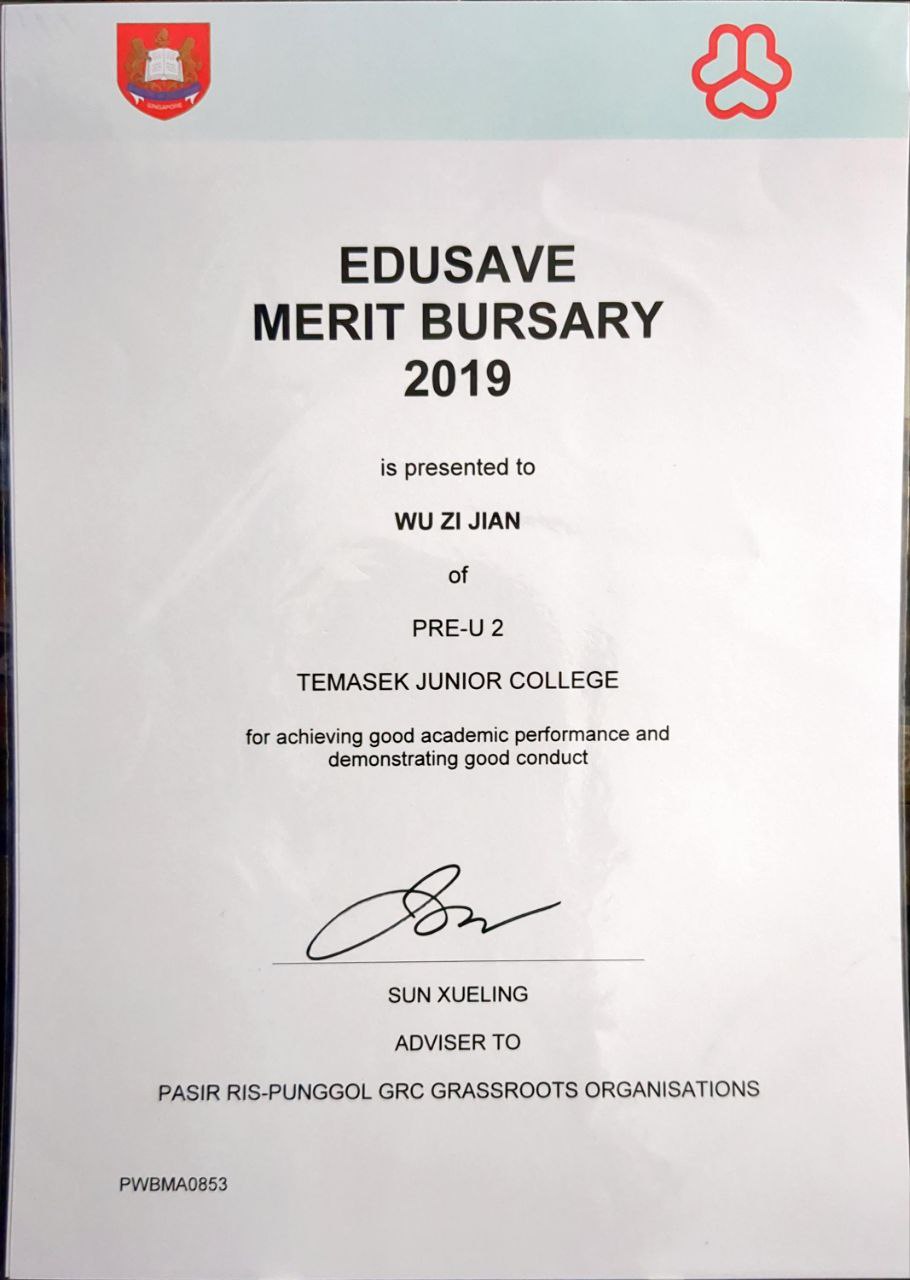 SINGAPORE
EDUSAVE
MERIT BURSARY
2019
is presented to
WU ZI JIAN
of
PRE-U 2
TEMASEK JUNIOR COLLEGE
for achieving good academic performance and
demonstrating good conduct
SUN XUELING
ADVISER TO
PASIR RIS-PUNGGOL GRC GRASSROOTS ORGANISATIONS
PWBMA0853